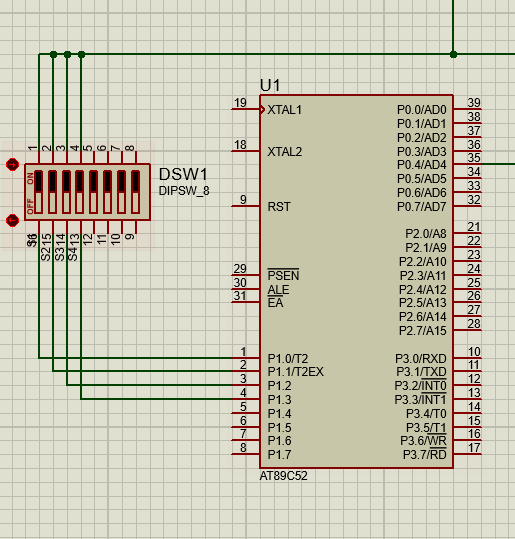 U1
19 XTAL1 P0.0/AD0 39
P0.1/AD1 38
P0.2/AD2 37
18 XTAL2 P0.3/AD3 36
P0.4/AD4 35
P0.5/AD5 34
P0.6/AD6 33
9 RST P0.7/AD7 32
P2.0/A8 21
P2.1/A9 22
P2.2/A10 23
29 PSEN P2.3/A11 24
30 ALE P2.4/A12 25
31 EA P2.5/A13 26
P2.6/A14 27
P2.7/A15 28
1 P1.0/T2 P3.0/RXD 10
2 P1.1/T2EX P3.1/TXD 11
3 P1.2 P3.2/INT0 12
4 P1.3 P3.3/INT1 13
5 P1.4 P3.4/T0 14
6 P1.5 P3.5/T1 15
7 P1.6 P3.6/WR 16
8 P1.7 P3.7/RD 17
AT89C52
1 2 3 4 5 6 7 8
ON
OFF
DSW1
DIPSW_8
16 15 14 13 12 11 10 9
S2 S3 S4